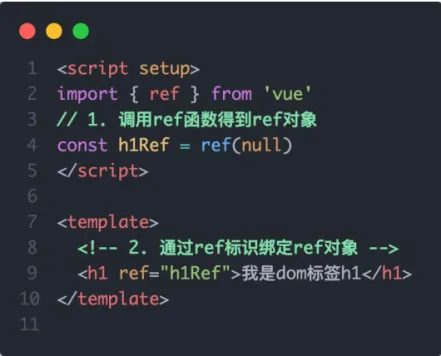 1 <script setup>
2 import { ref } from 'vue'
3 // 1. 调用ref函数得到ref对象
4 const h1Ref = ref(null)
5 </script>
6
7 <template>
8   <!-- 2. 通过ref标识绑定ref对象 -->
9   <h1 ref="h1Ref">我是dom标签h1</h1>
10 </template>
11